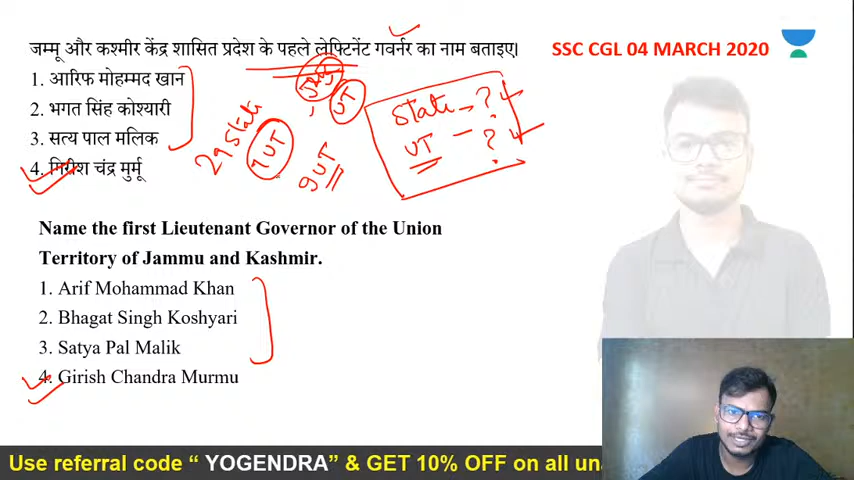 जम्मू और कश्मीर केंद्र शासित प्रदेश के पहले लेफ्टिनेंट गवर्नर का नाम बताइए।
SSC CGL 04 MARCH 2020
1. आरिफ मोहम्मद खान
2. भगत सिंह कोश्यारी
3. सत्य पाल मलिक
4. गिरीश चंद्र मुर्मू
29 State
7 UT
9 UT
UT
State - ?
UT - ?
Name the first Lieutenant Governor of the Union
Territory of Jammu and Kashmir.
1. Arif Mohammad Khan
2. Bhagat Singh Koshyari
3. Satya Pal Malik
4. Girish Chandra Murmu
Use referral code “ YOGENDRA” & GET 10% OFF on all